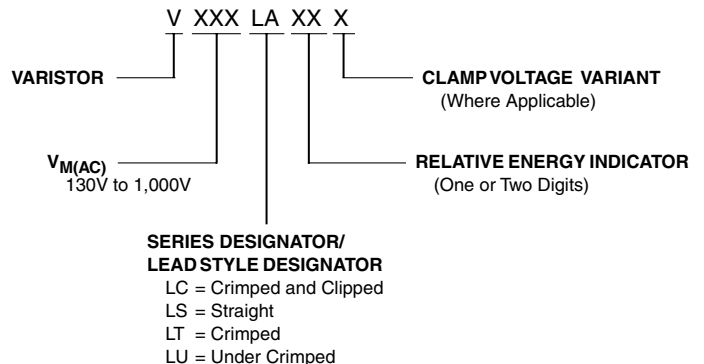 V XXX LA XX X
VARISTOR
CLAMP VOLTAGE VARIANT
(Where Applicable)
VM(AC)
130V to 1,000V
RELATIVE ENERGY INDICATOR
(One or Two Digits)
SERIES DESIGNATOR/
LEAD STYLE DESIGNATOR
LC = Crimped and Clipped
LS = Straight
LT = Crimped
LU = Under Crimped